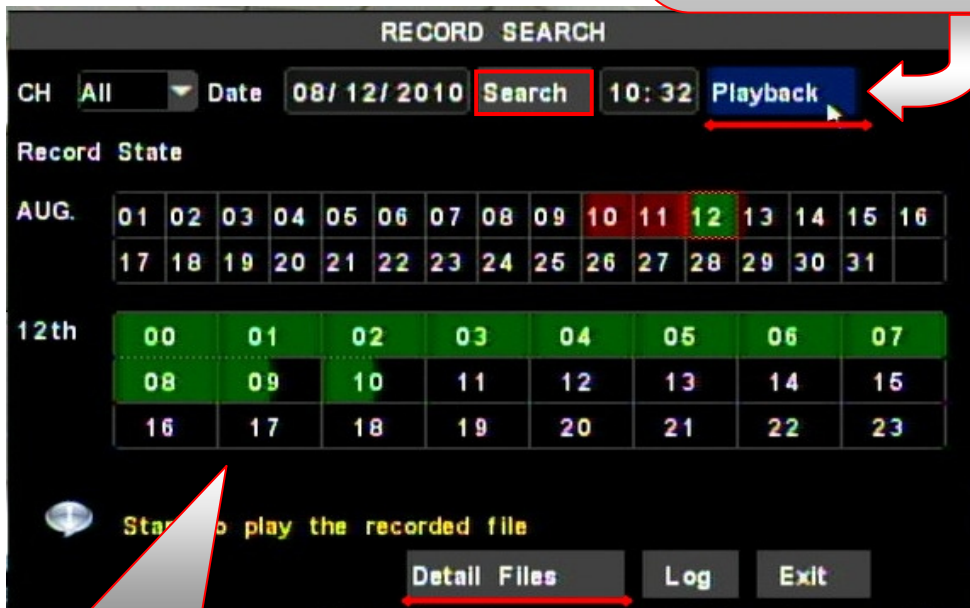 RECORD SEARCH
CH All Date 08/12/2010 Search 10:32 Playback
Record State
AUG. 01 02 03 04 05 06 07 08 09 10 11 12 13 14 15 16
17 18 19 20 21 22 23 24 25 26 27 28 29 30 31
12th 00 01 02 03 04 05 06 07
08 09 10 11 12 13 14 15
16 17 18 19 20 21 22 23
play the recorded file
Detail Files Log Exit